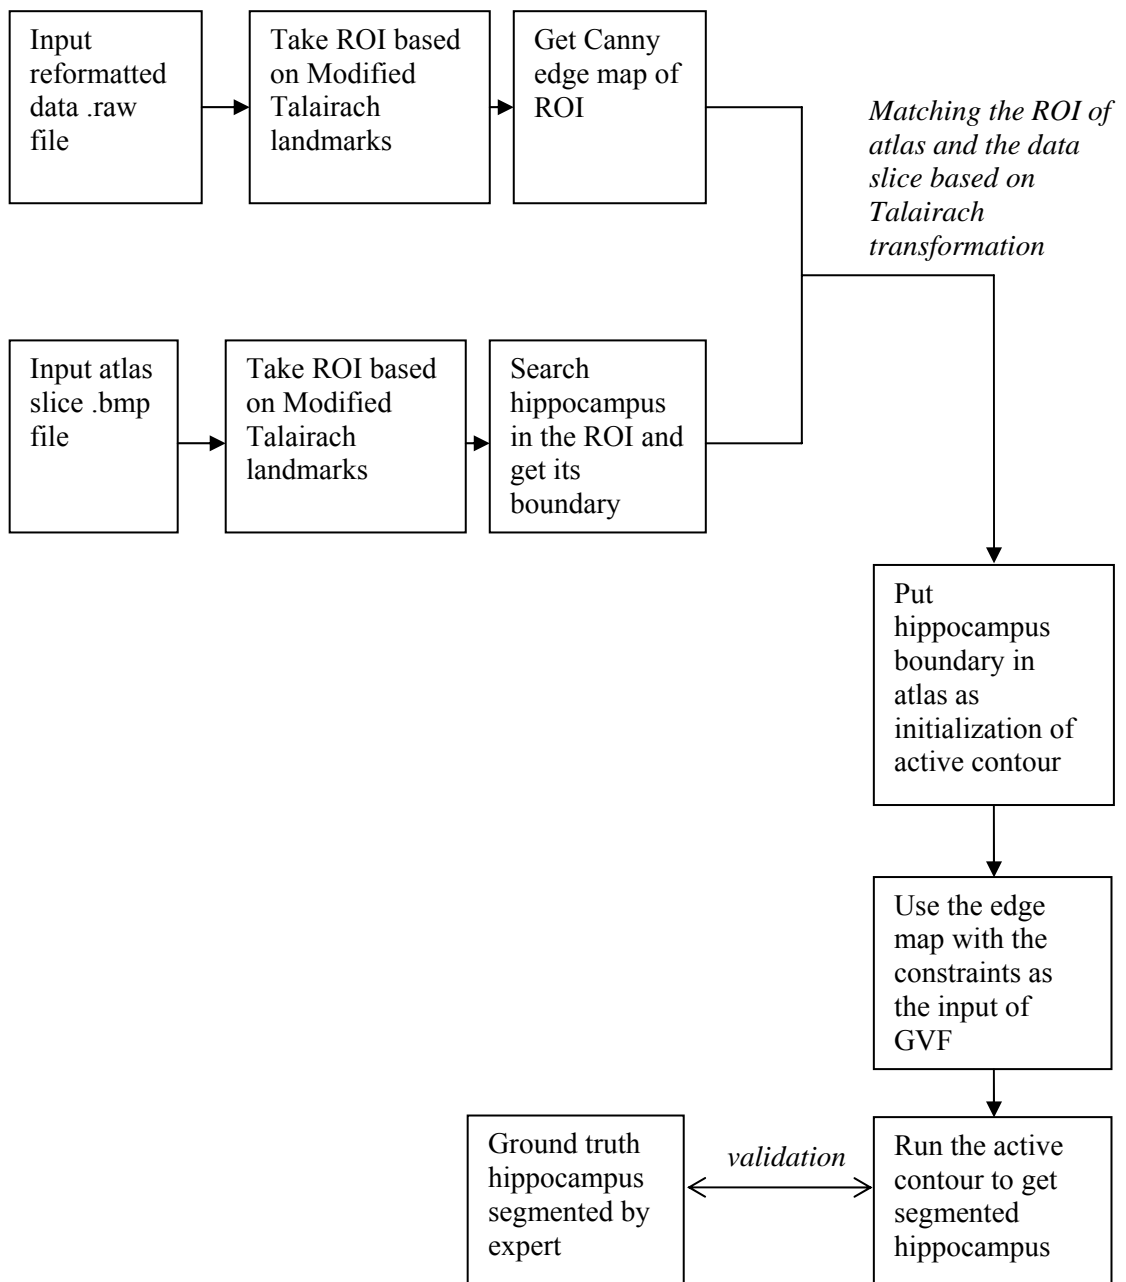 Input
reformatted
data .raw
file
Take ROI based
on Modified
Talairach
landmarks
Get Canny
edge map of
ROI
Matching the ROI of
atlas and the data
slice based on
Talairach
transformation
Input atlas
slice .bmp
file
Take ROI based
on Modified
Talairach
landmarks
Search
hippocampus
in the ROI and
get its
boundary
Put
hippocampus
boundary in
atlas as
initialization of
active contour
Use the edge
map with the
constraints as
the input of
GVF
Ground truth
hippocampus
segmented by
expert
validation
Run the active
contour to get
segmented
hippocampus